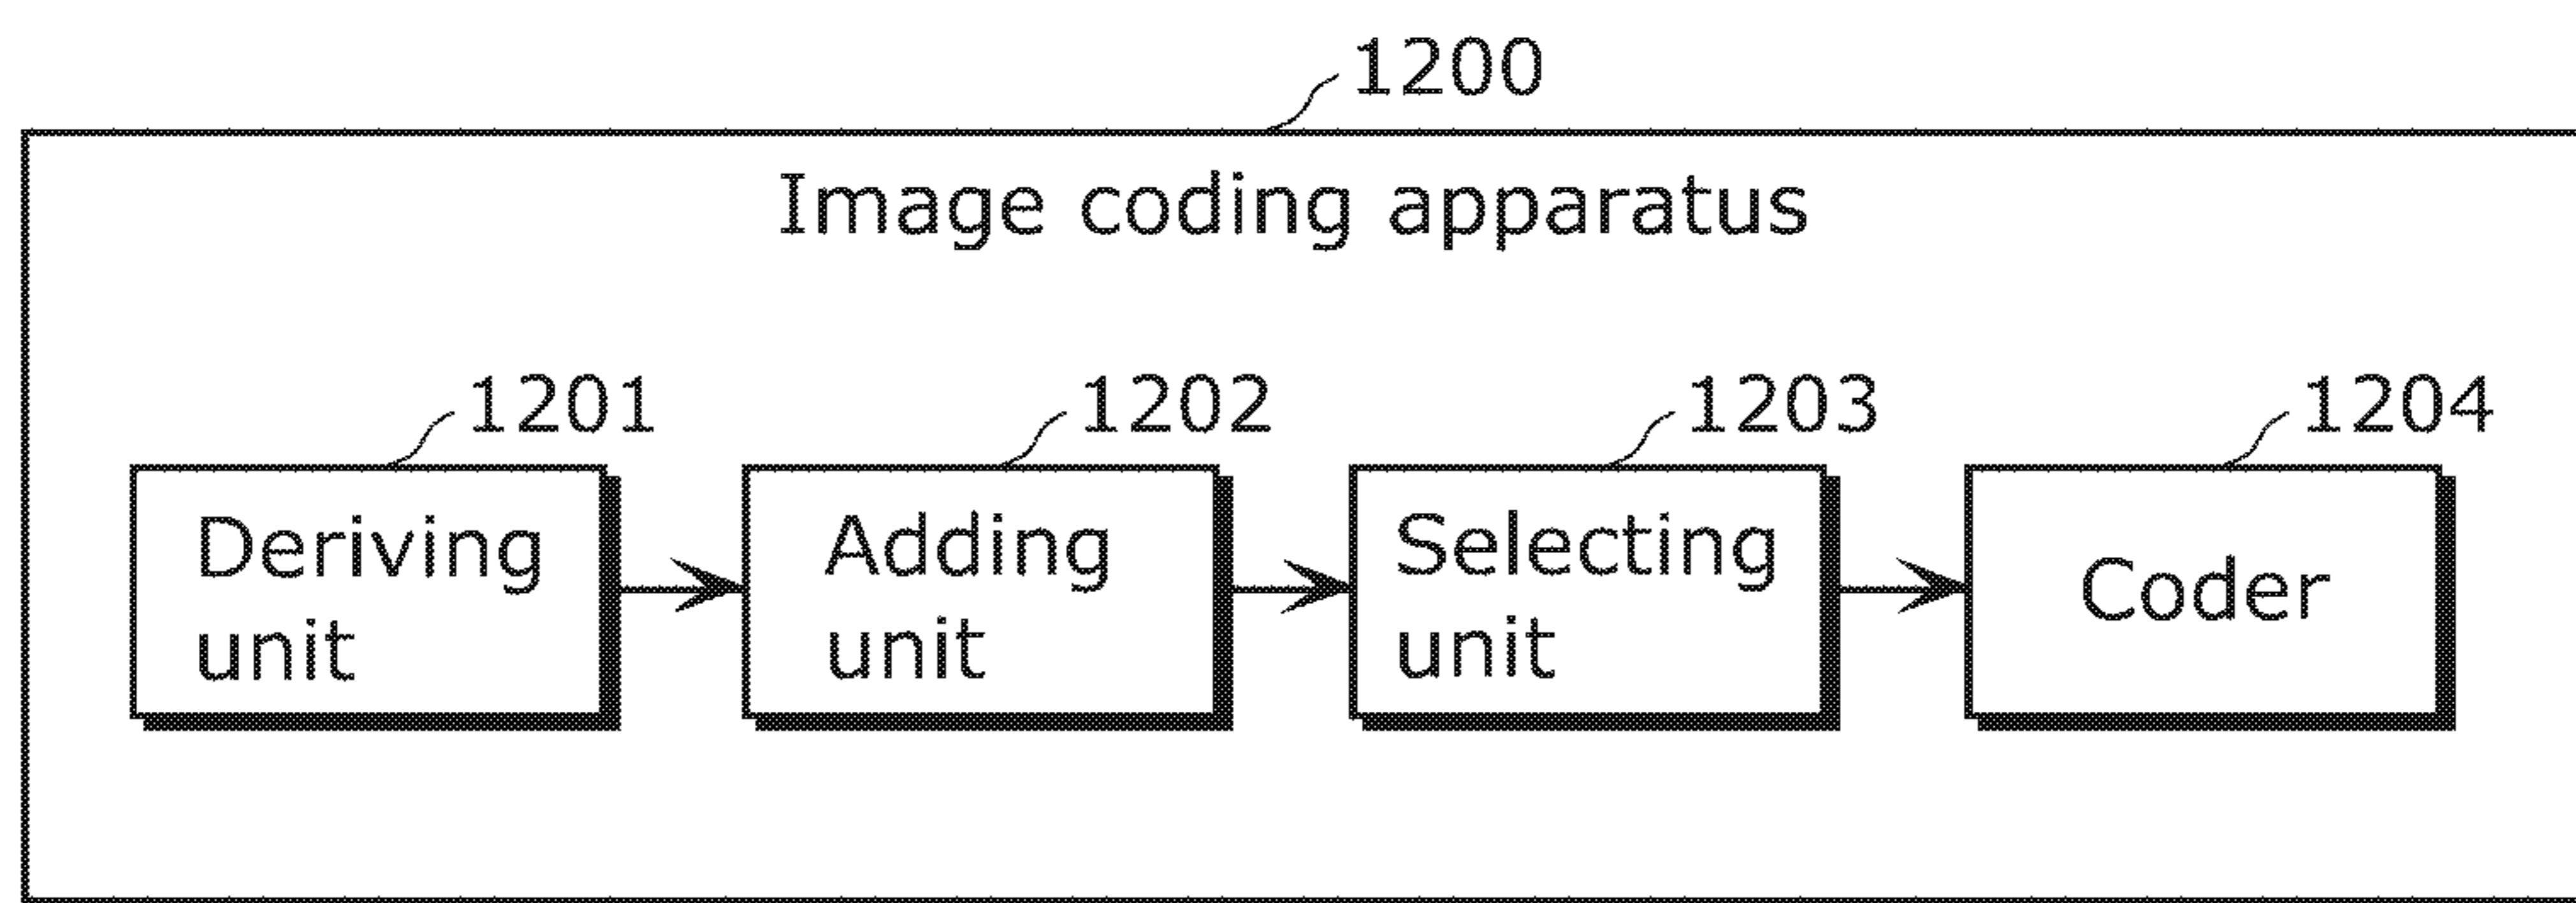 1200
Image coding apparatus
1201
1202
1203
1204
Deriving
unit
Adding
unit
Selecting
unit
Coder